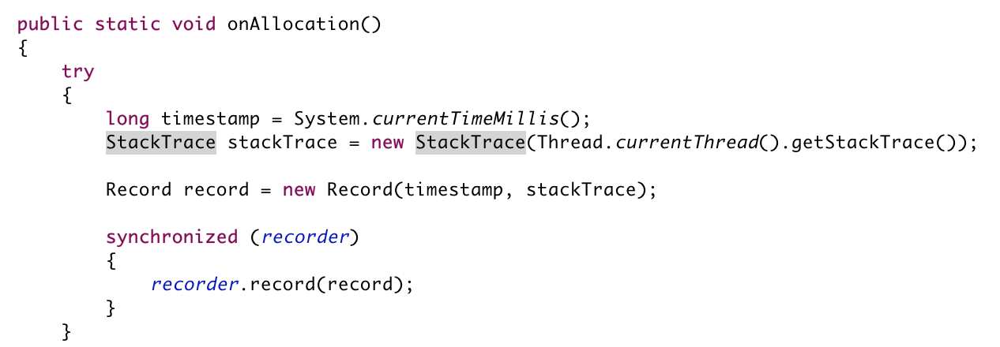 public static void onAllocation()
{
    try
    {
        long timestamp = System.currentTimeMillis();
        StackTrace stackTrace = new StackTrace(Thread.currentThread().getStackTrace());

        Record record = new Record(timestamp, stackTrace);

        synchronized (recorder)
        {
            recorder.record(record);
        }
    }